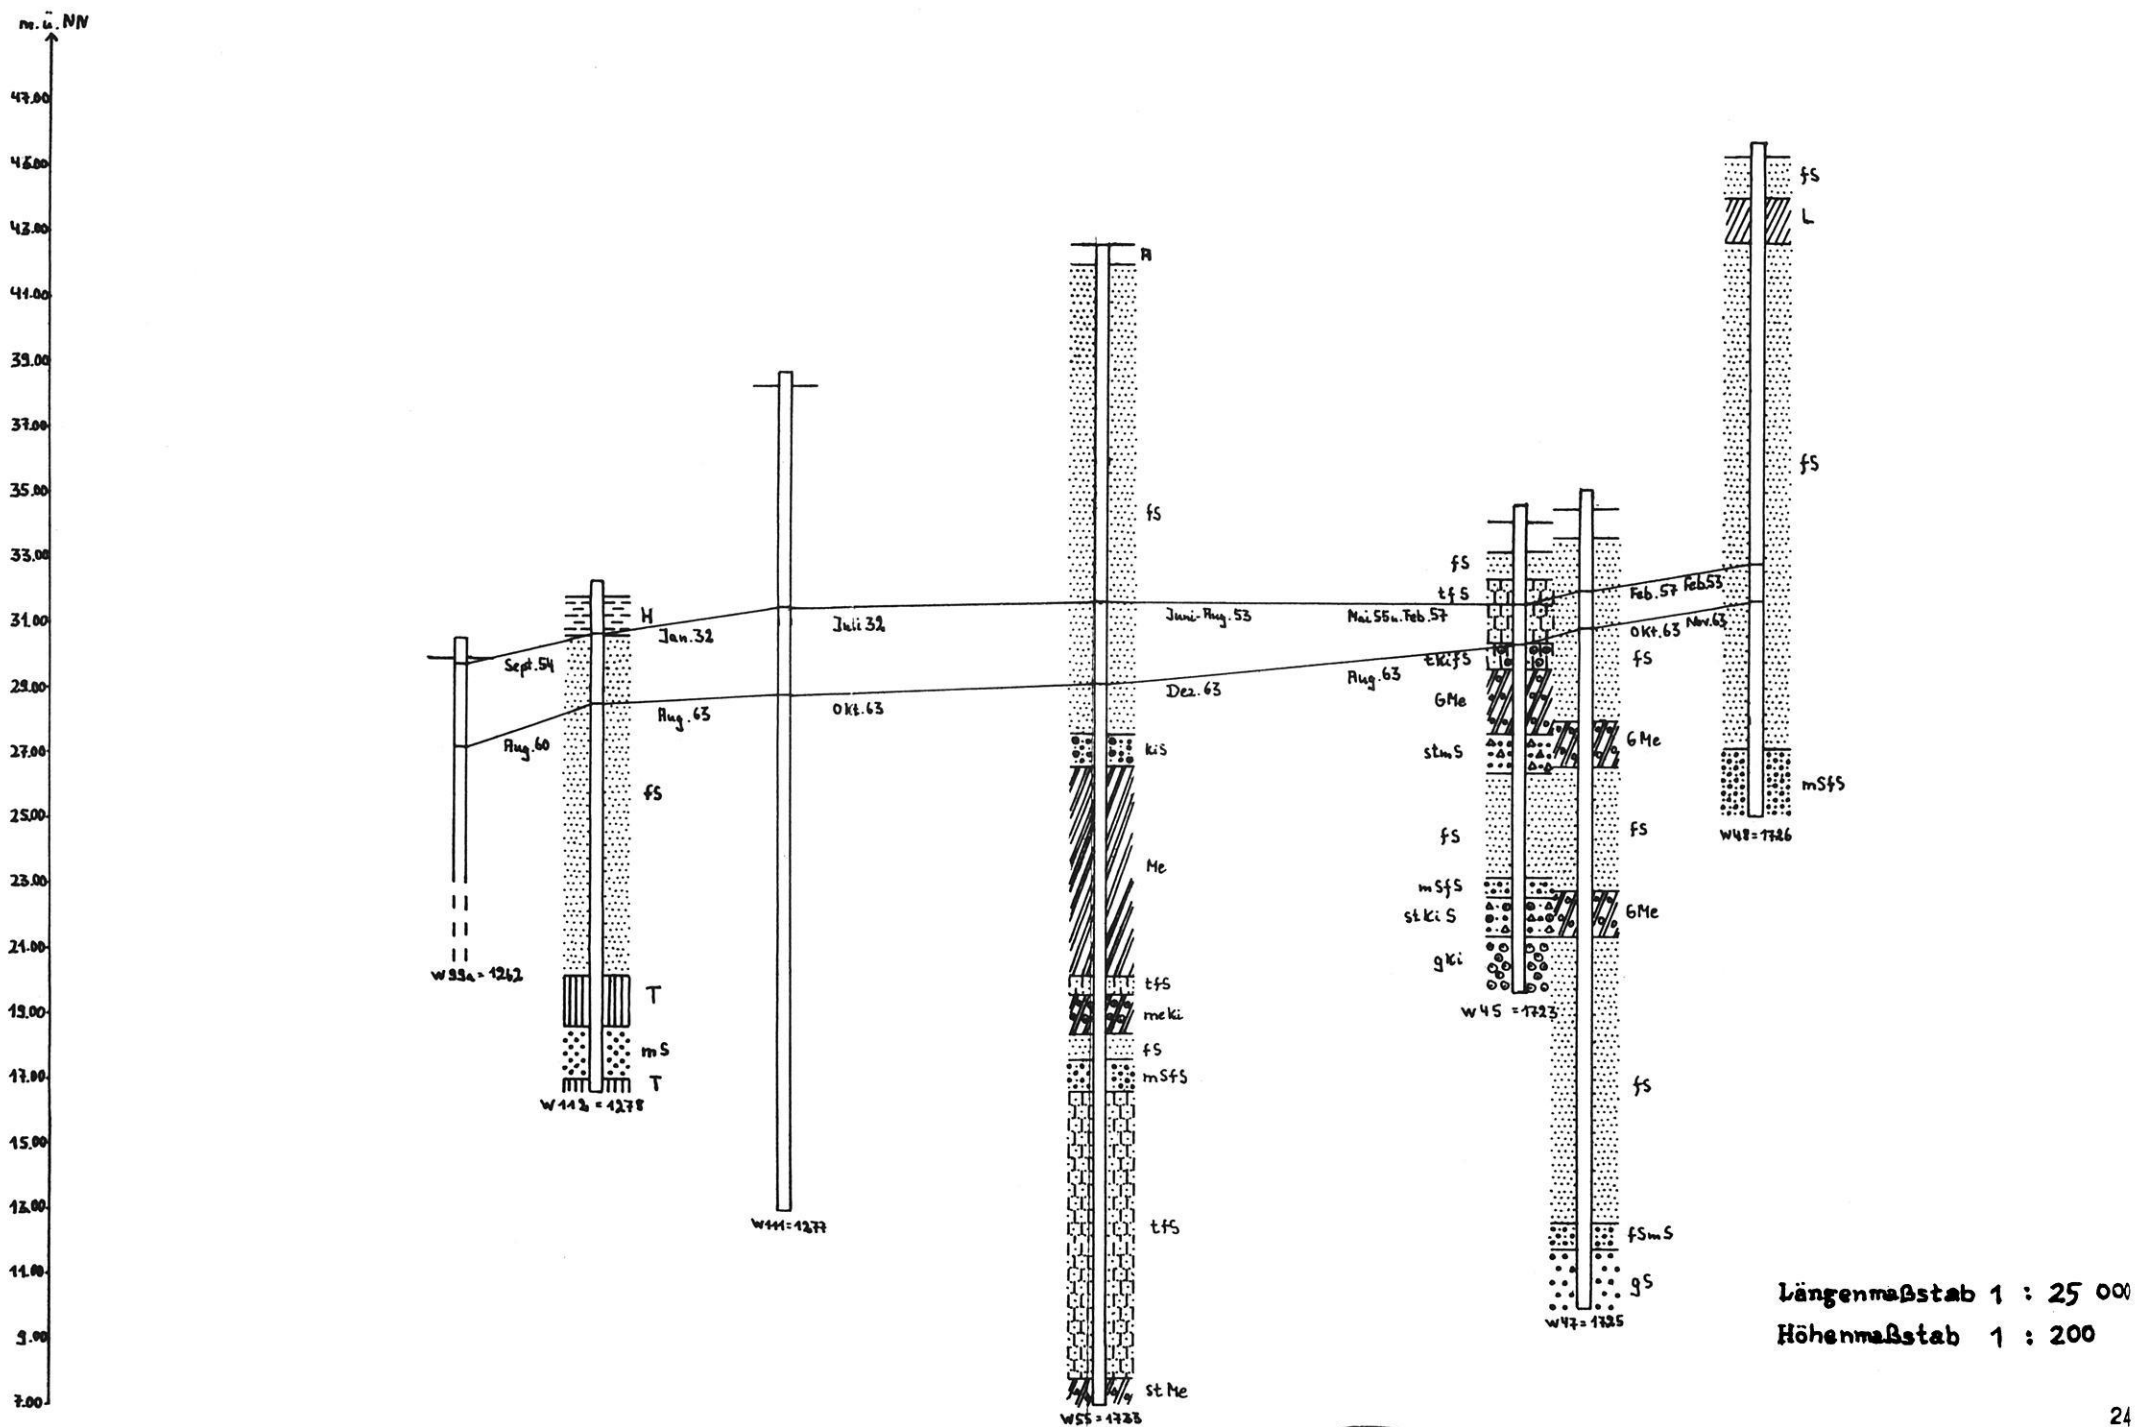 m.ü.NN
47.00
45.00
43.00
41.00
39.00
37.00
35.00
33.00
31.00
29.00
27.00
25.00
23.00
21.00
19.00
17.00
15.00
13.00
11.00
9.00
7.00
Sept.54
Aug.60
W99a=1262
H
Jan.32
Aug.63
fS
T
mS
T
W112=1278
Juli 32
Okt.63
W111=1277
A
fS
Juni-Aug.53
Dez.63
kiS
Me
tfS
meki
fS
mSfS
tfS
stMe
W55=1733
fS
tfS
Mai 55u.Feb.57
tkifS
Aug.63
GMe
stmS
fS
mSfS
stkiS
gki
W45=1723
Feb.57
Okt.63
fS
GMe
fS
GMe
fS
fSmS
gS
W47=1725
fS
L
fS
Feb53
Nov.63
mSfS
W48=1726
Längenmaßstab 1 : 25 000
Höhenmaßstab 1 : 200
24